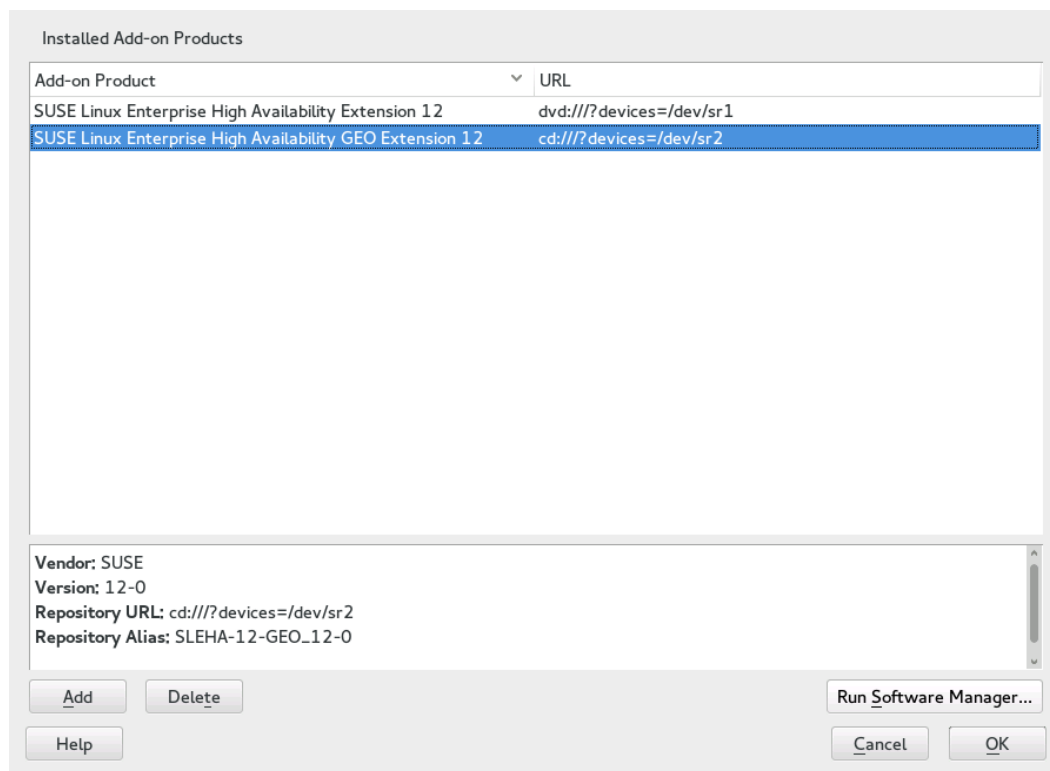 Installed Add-on Products
Add-on Product URL
SUSE Linux Enterprise High Availability Extension 12 dvd:///?devices=/dev/sr1
SUSE Linux Enterprise High Availability GEO Extension 12 cd:///?devices=/dev/sr2
Vendor: SUSE
Version: 12-0
Repository URL: cd:///?devices=/dev/sr2
Repository Alias: SLEHA-12-GEO_12-0
Add Delete Run Software Manager...
Help Cancel OK